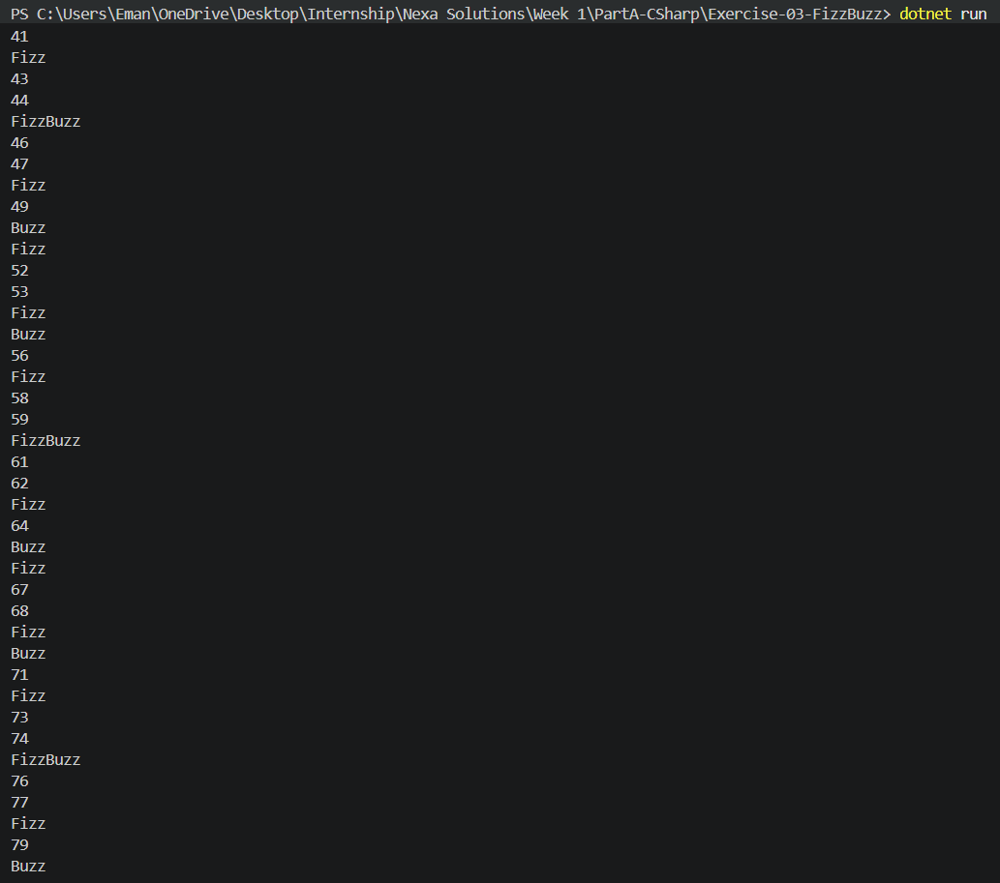 PS C:\Users\Eman\OneDrive\Desktop\Internship\Nexa Solutions\Week 1\PartA-CSharp\Exercise-03-FizzBuzz> dotnet run
41
Fizz
43
44
FizzBuzz
46
47
Fizz
49
Buzz
Fizz
52
53
Fizz
Buzz
56
Fizz
58
59
FizzBuzz
61
62
Fizz
64
Buzz
Fizz
67
68
Fizz
Buzz
71
Fizz
73
74
FizzBuzz
76
77
Fizz
79
Buzz